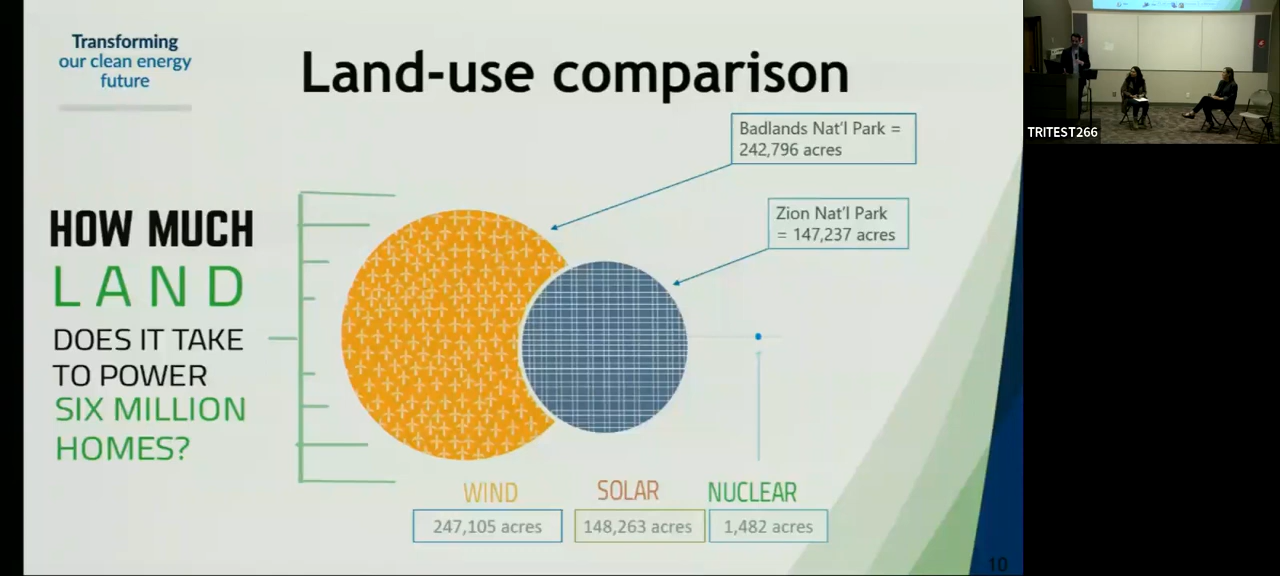 Transforming
our clean energy
future
Land-use comparison
Badlands Nat'l Park =
242,796 acres
Zion Nat'l Park
= 147,237 acres
HOW MUCH
LAND
DOES IT TAKE
TO POWER
SIX MILLION
HOMES?
WIND
SOLAR
NUCLEAR
247,105 acres
148,263 acres
1,482 acres
10
TRITEST266